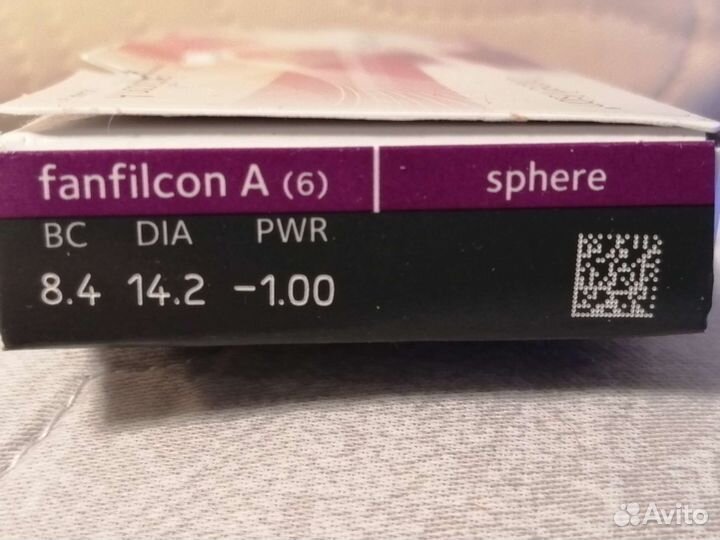 fanfilcon A (6) sphere
BC DIA PWR
8.4 14.2 -1.00
Avito